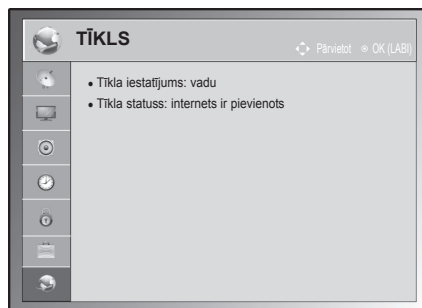 TĪKLS
Pārvietot OK (LABI)
• Tīkla iestatījums: vadu
• Tīkla statuss: internets ir pievienots